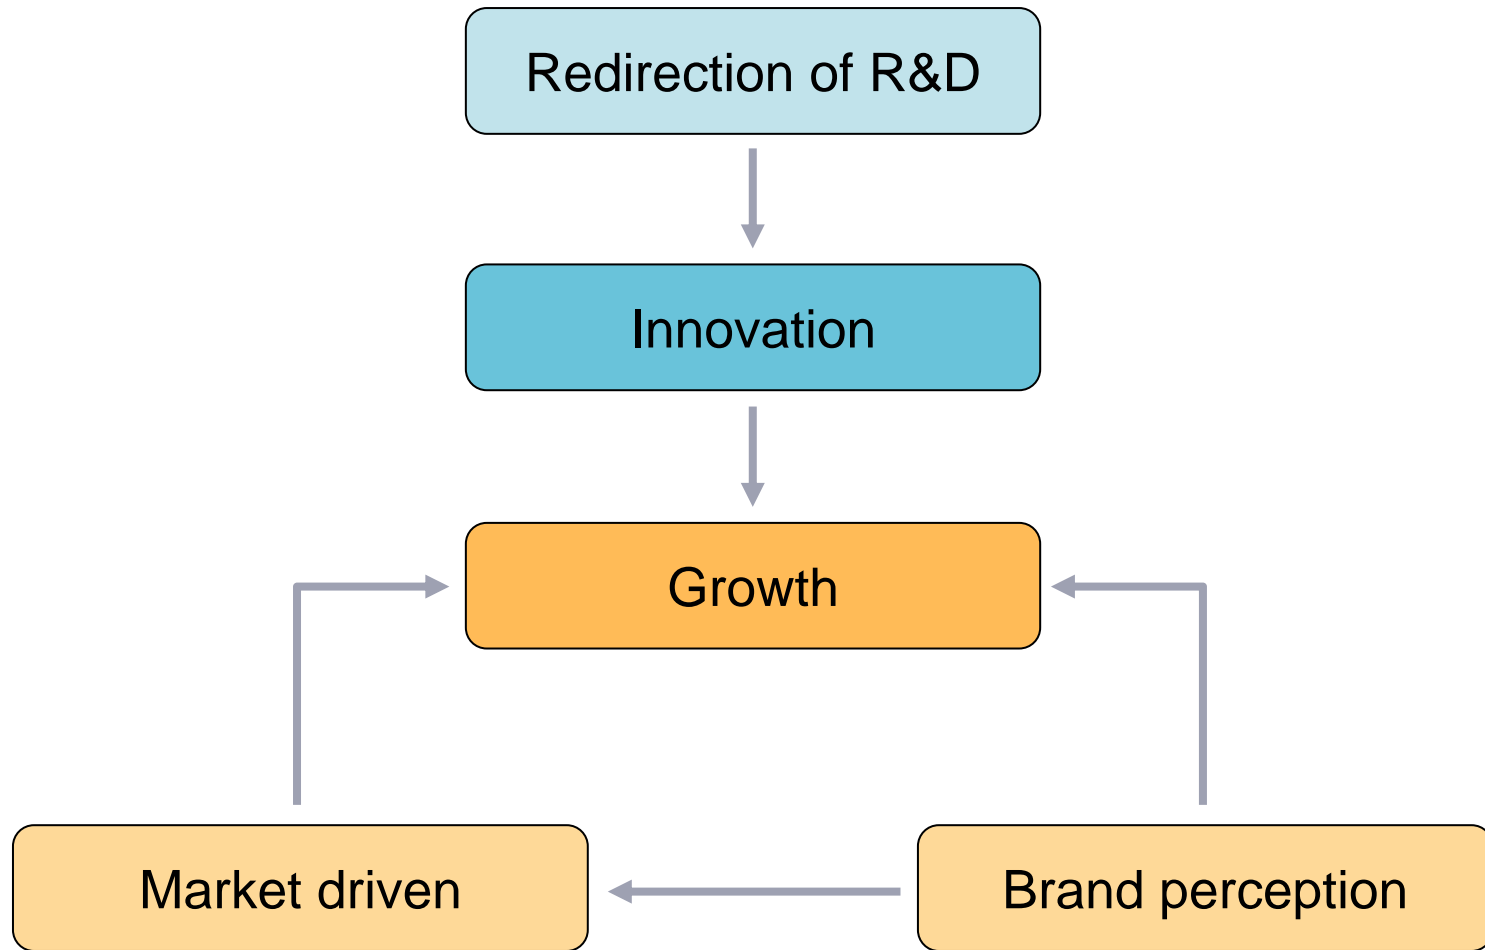 Redirection of R&D
Innovation
Growth
Market driven
Brand perception